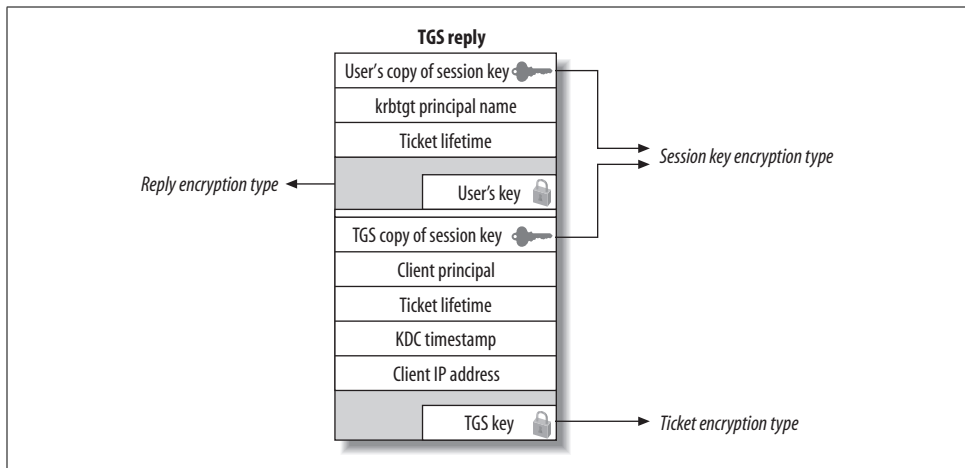 TGS reply
User's copy of session key
krbtgt principal name
Ticket lifetime
Session key encryption type
Reply encryption type
User's key
TGS copy of session key
Client principal
Ticket lifetime
KDC timestamp
Client IP address
TGS key
Ticket encryption type